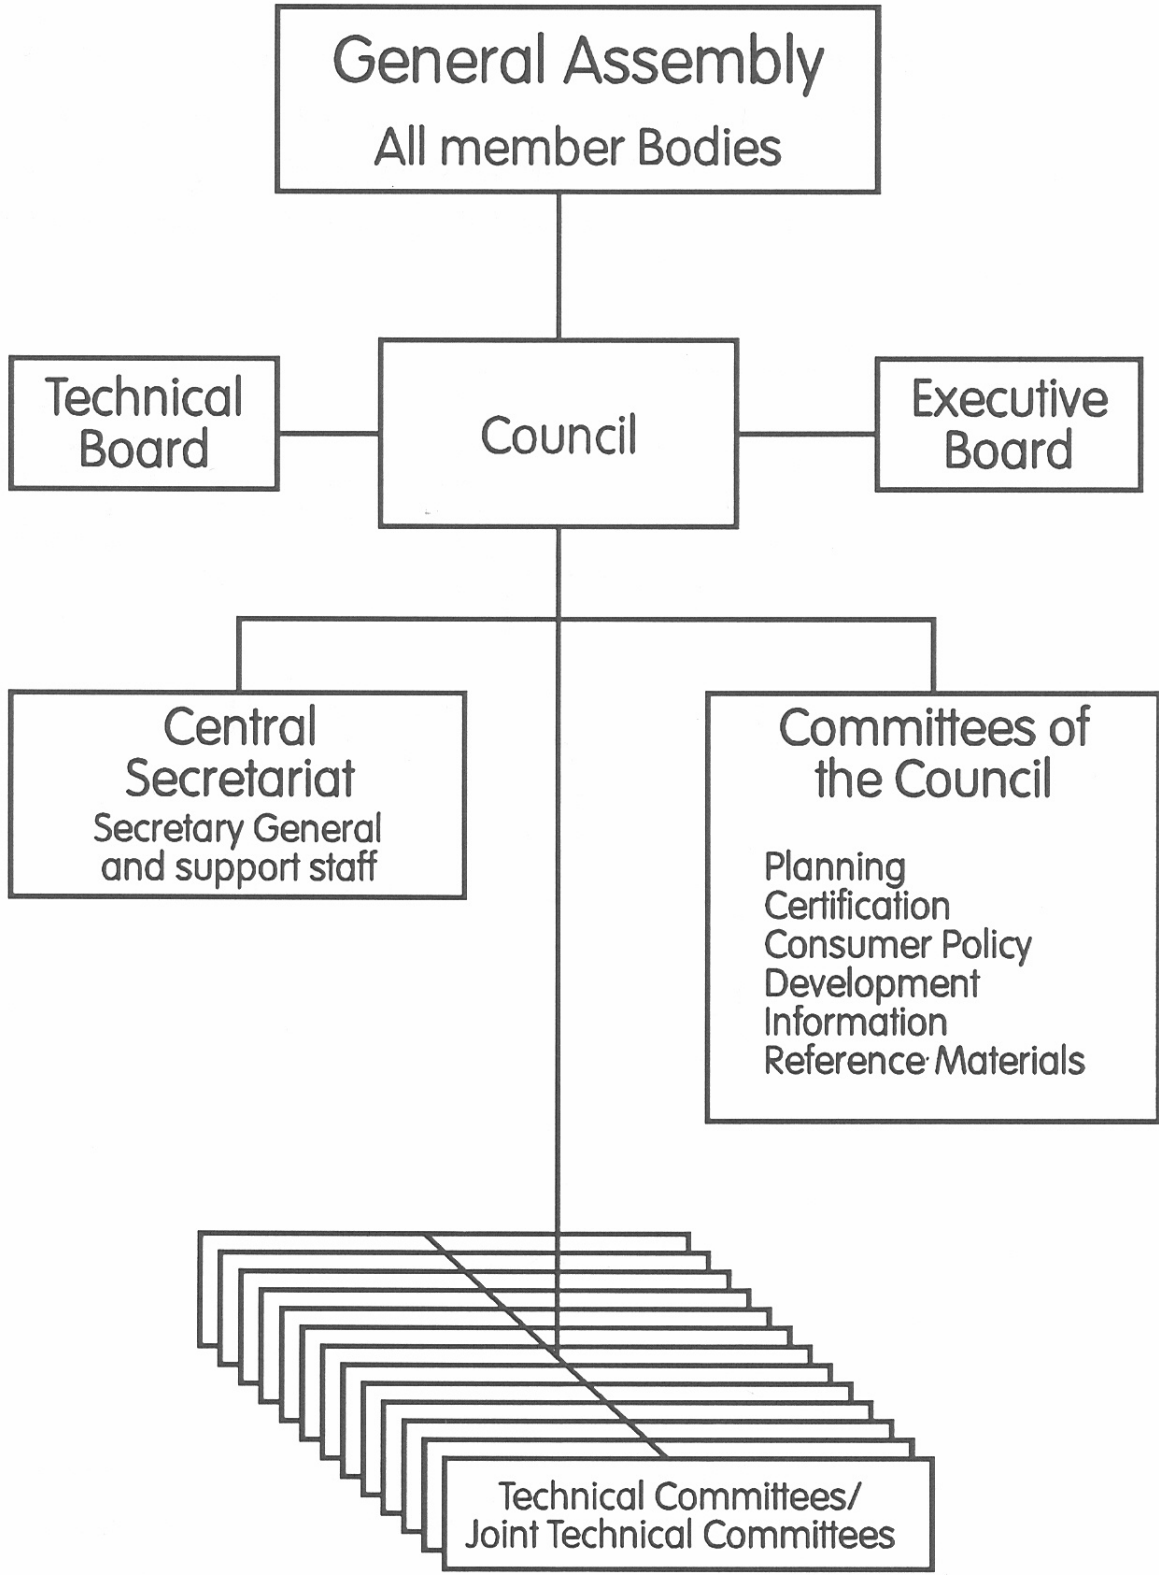 General Assembly
All member Bodies
Technical
Board
Council
Executive
Board
Central
Secretariat
Secretary General
and support staff
Committees of
the Council
Planning
Certification
Consumer Policy
Development
Information
Reference Materials
Technical Committees/
Joint Technical Committees